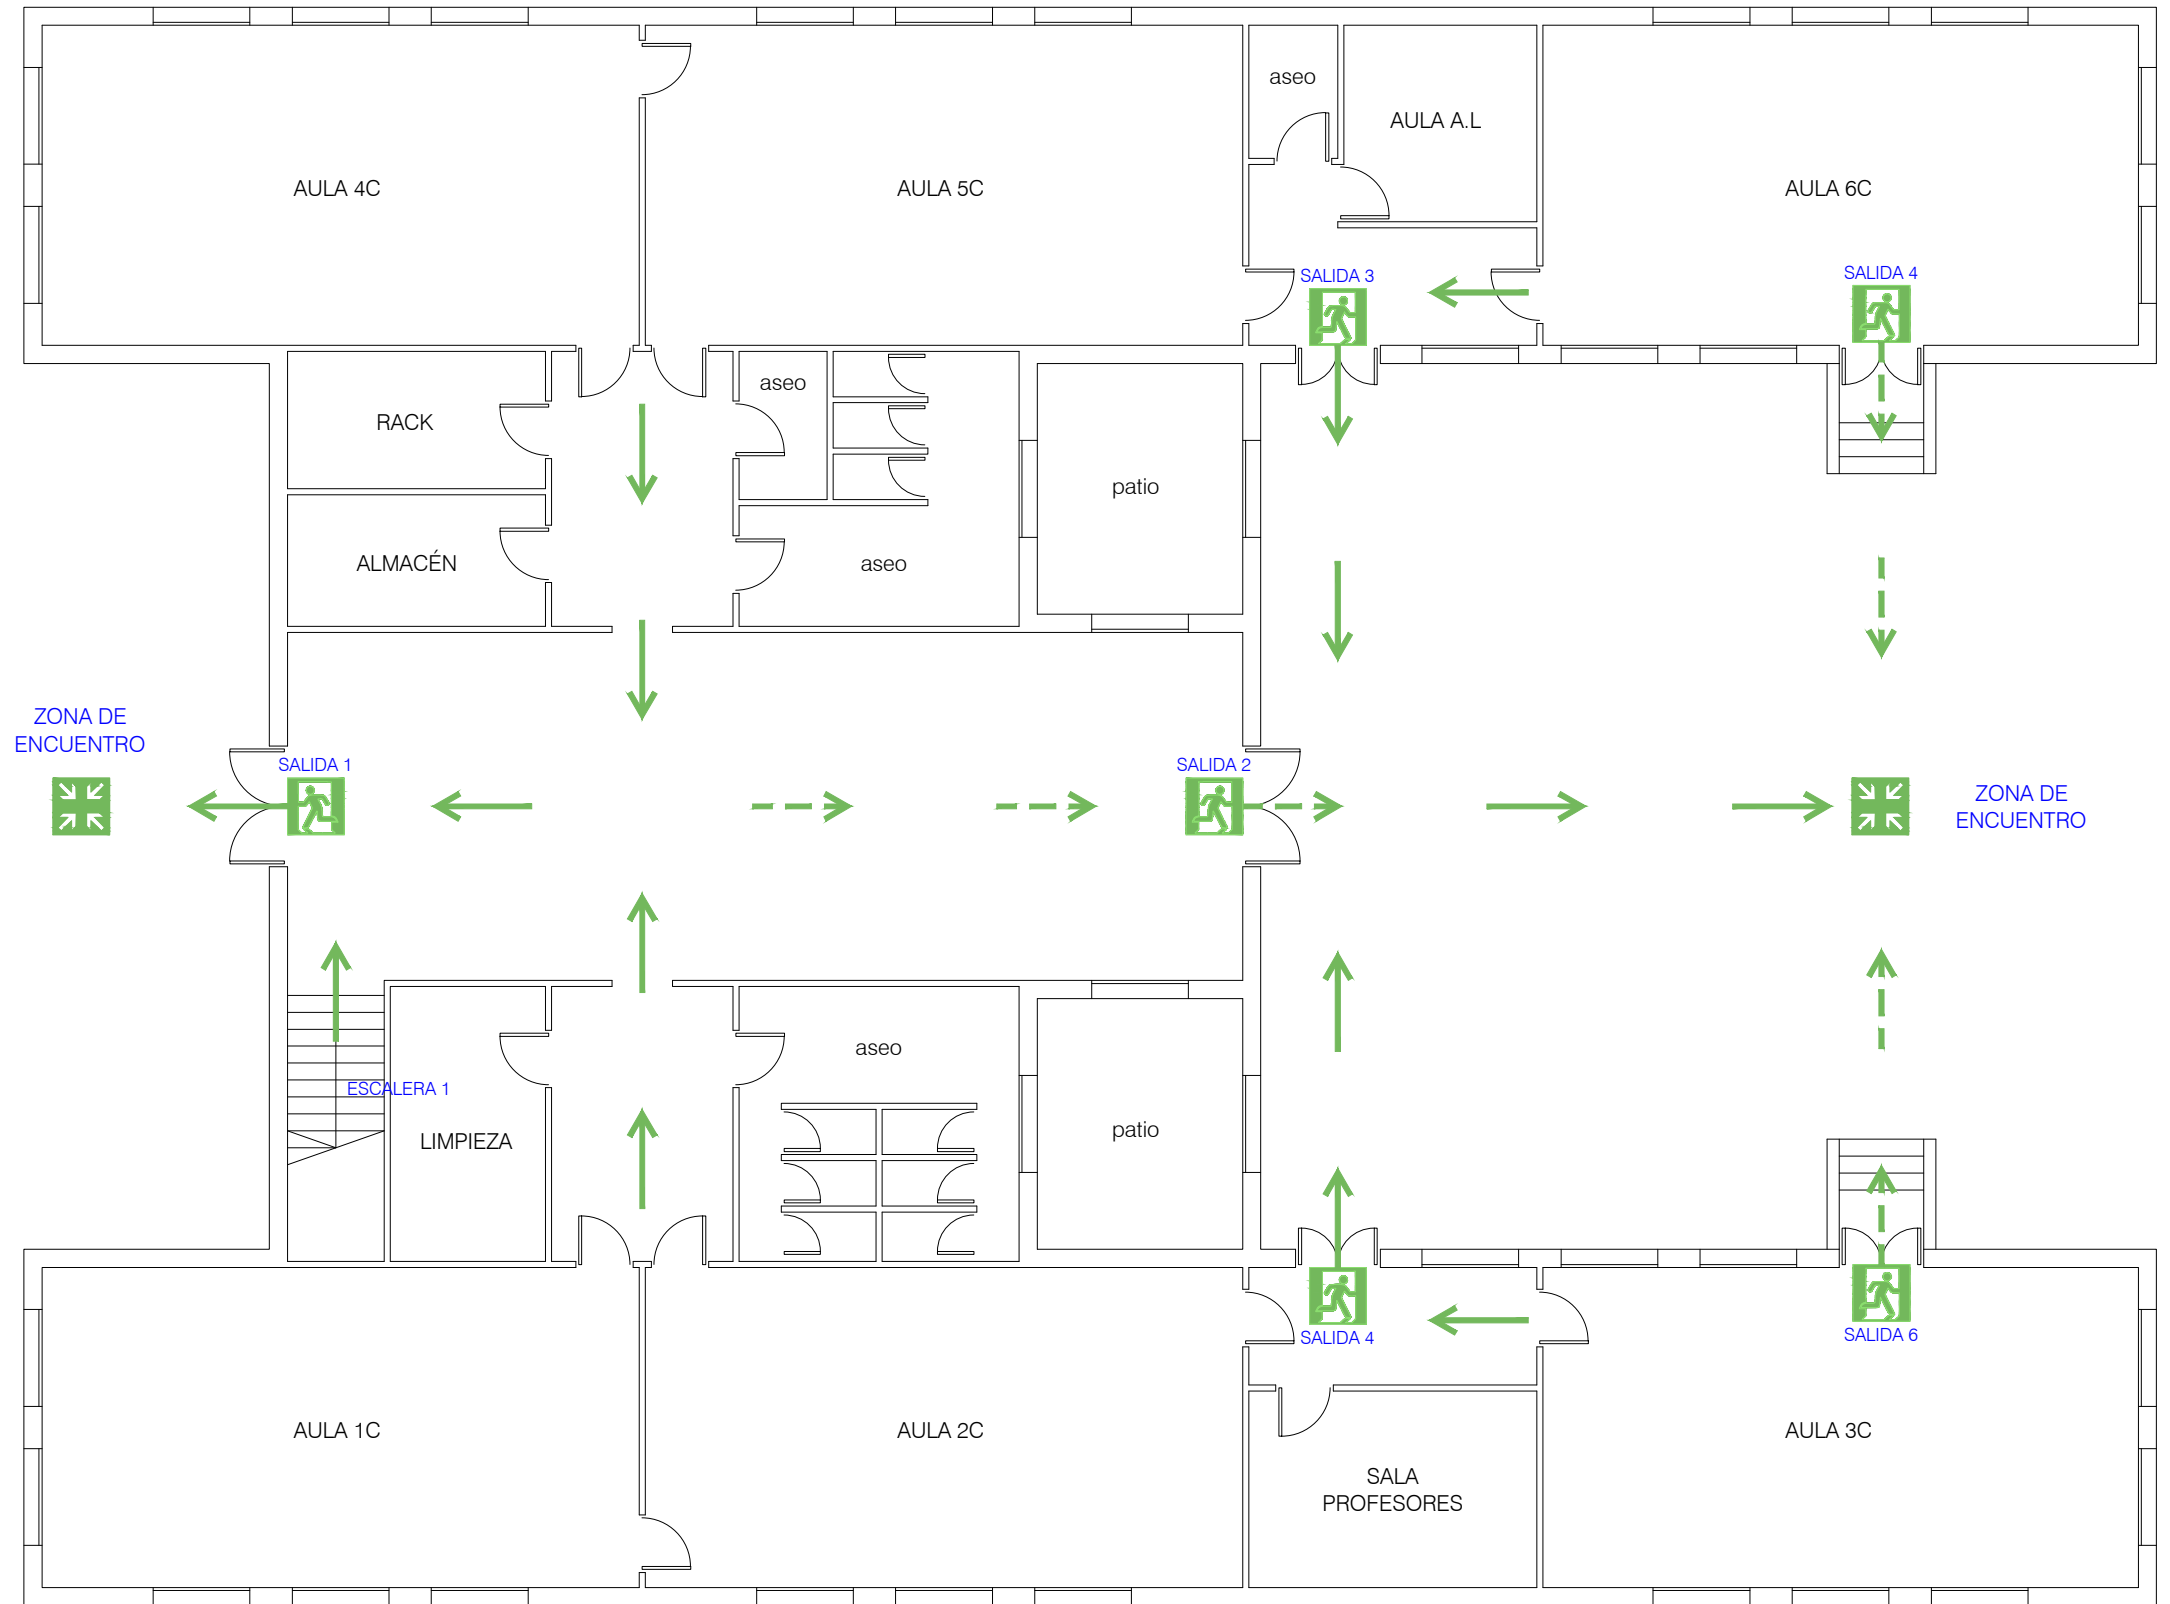 aseo
AULA A.L
AULA 4C
AULA 5C
AULA 6C
SALIDA 3
SALIDA 4
aseo
RACK
patio
ALMACÉN
aseo
ZONA DE
ENCUENTRO
SALIDA 1
SALIDA 2
ZONA DE
ENCUENTRO
aseo
ESCALERA 1
LIMPIEZA
patio
SALIDA 4
SALIDA 6
AULA 1C
AULA 2C
AULA 3C
SALA
PROFESORES